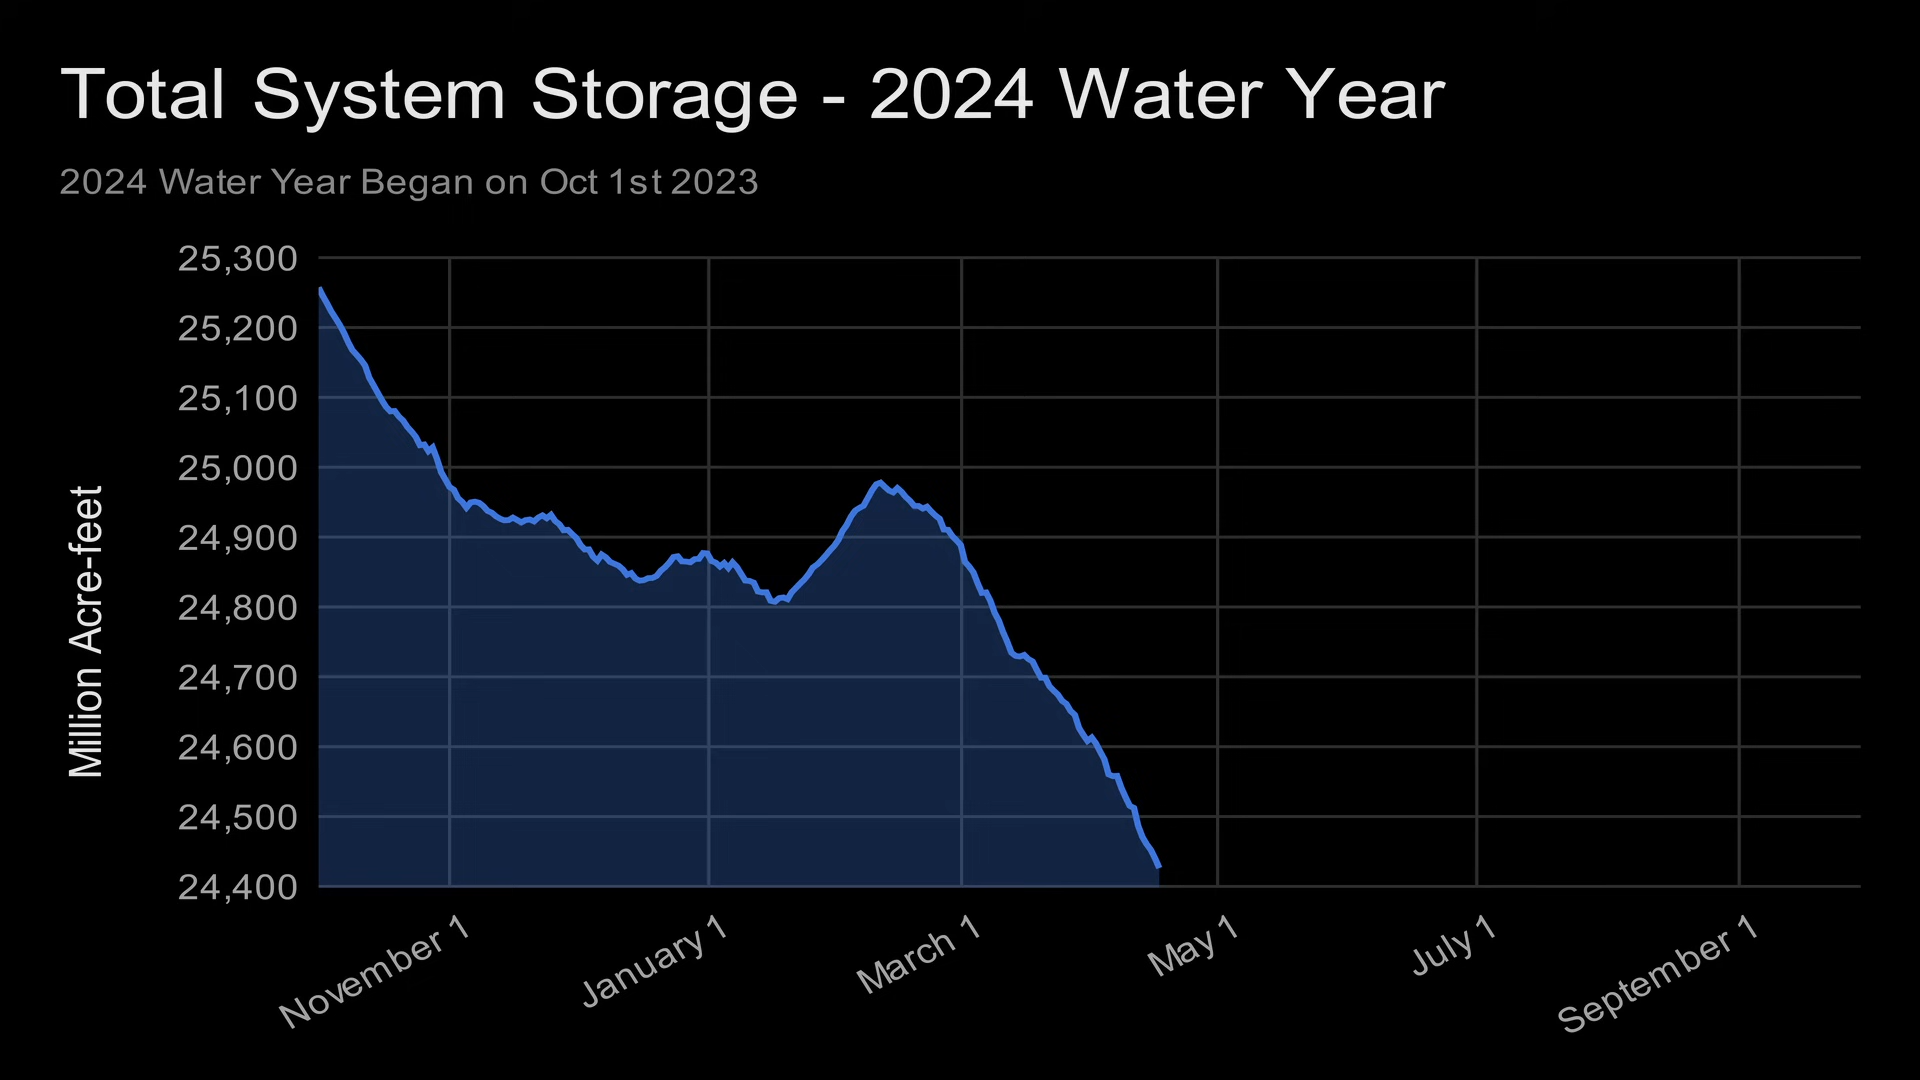 Total System Storage - 2024 Water Year
2024 Water Year Began on Oct 1st 2023
Million Acre-feet
25,300
25,200
25,100
25,000
24,900
24,800
24,700
24,600
24,500
24,400
November 1
January 1
March 1
May 1
July 1
September 1